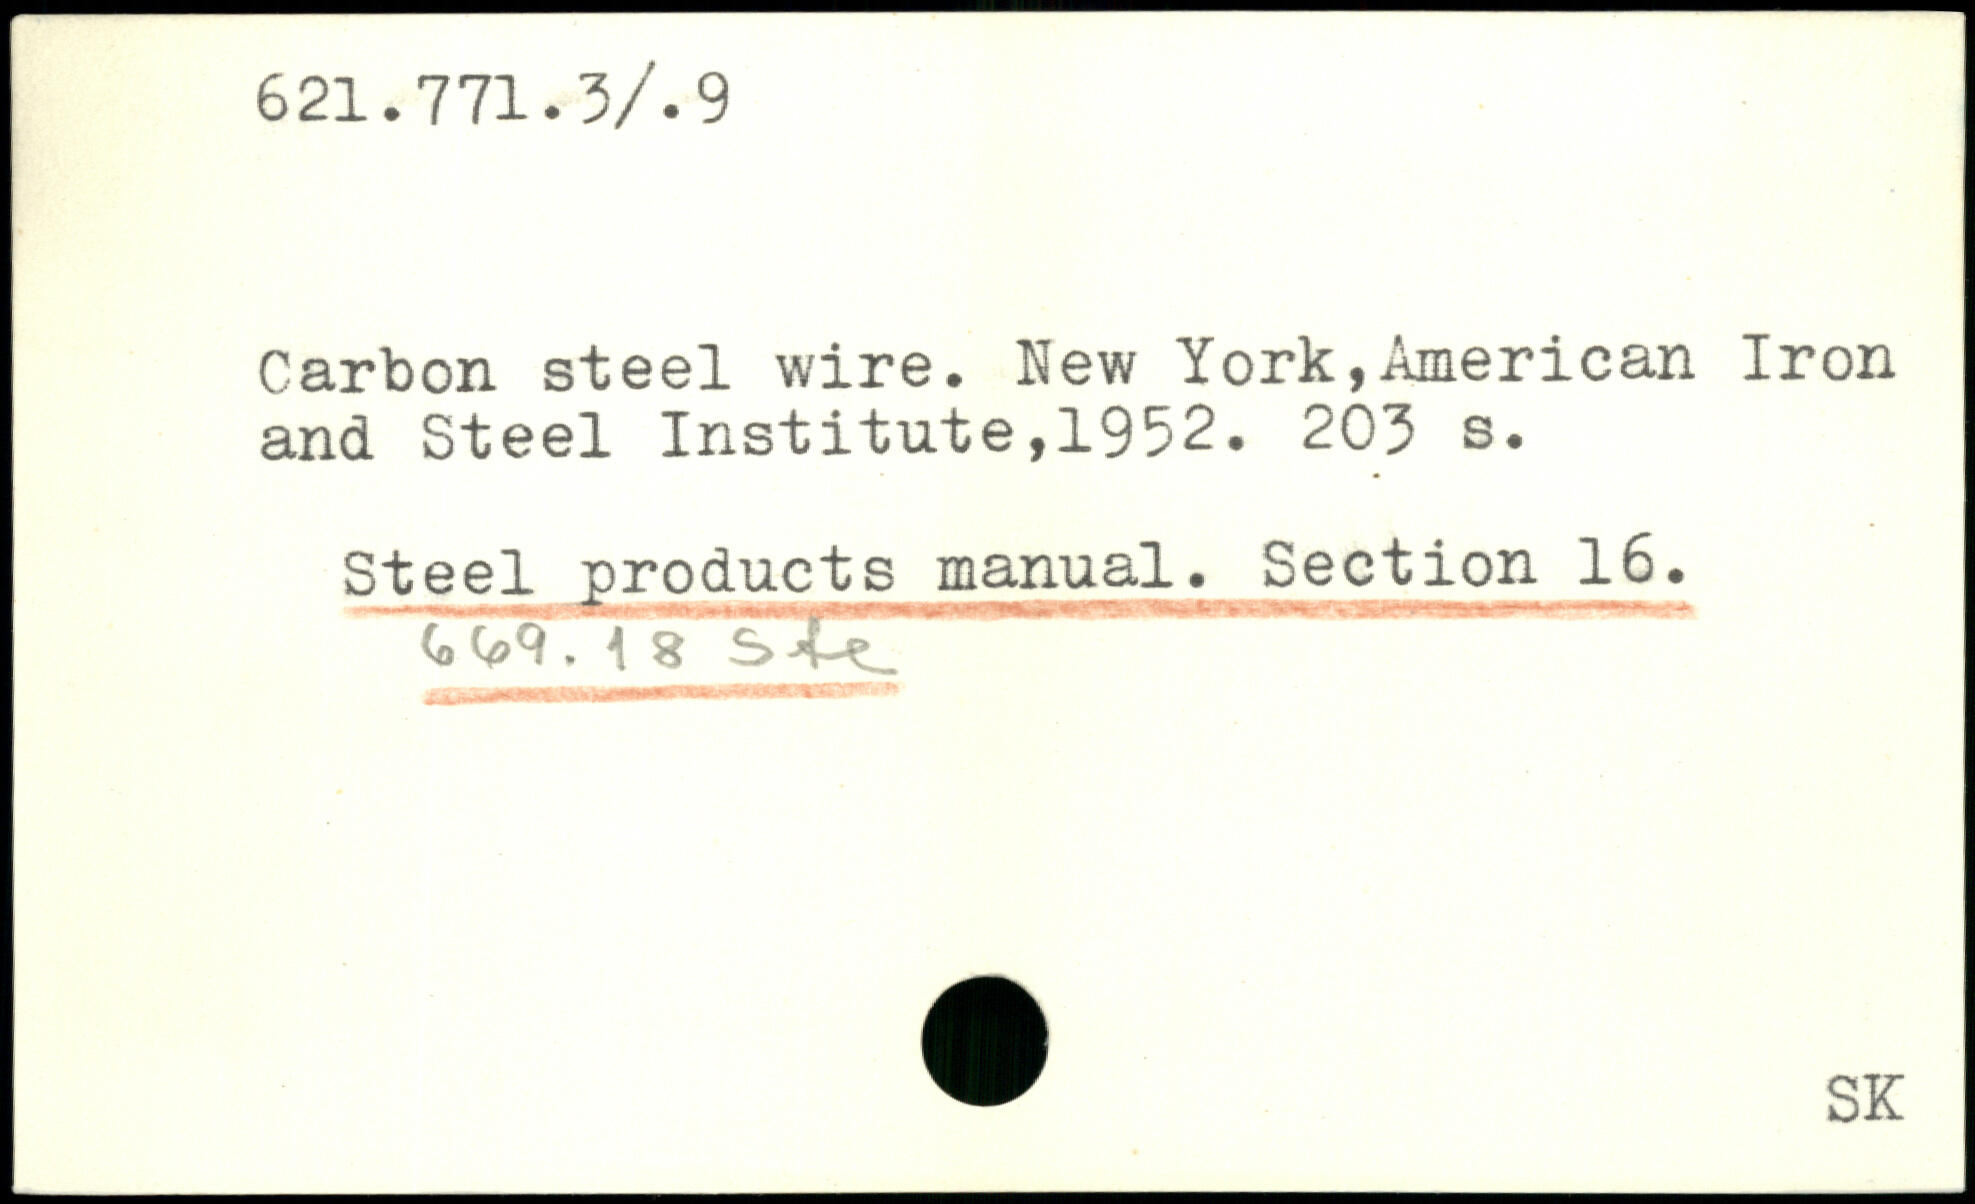 621.771.3/.9
Carbon steel wire. New York,American Iron
and Steel Institute,1952. 203 s.
Steel products manual. Section 16.
669.18 Ste
SK